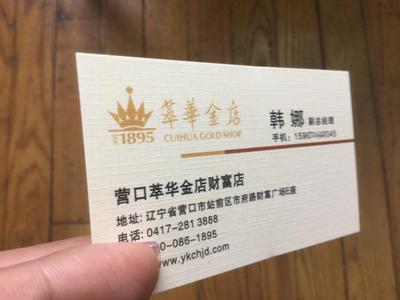 1895
萃華金店
CUIHUA GOLD SHOP
韩 娜 副总经理
手机:
营口萃华金店财富店
地址: 辽宁省营口市站前区市府路财富广场E座
电话: 0417-281 3888
0-086-1895
www.ykchjd.com